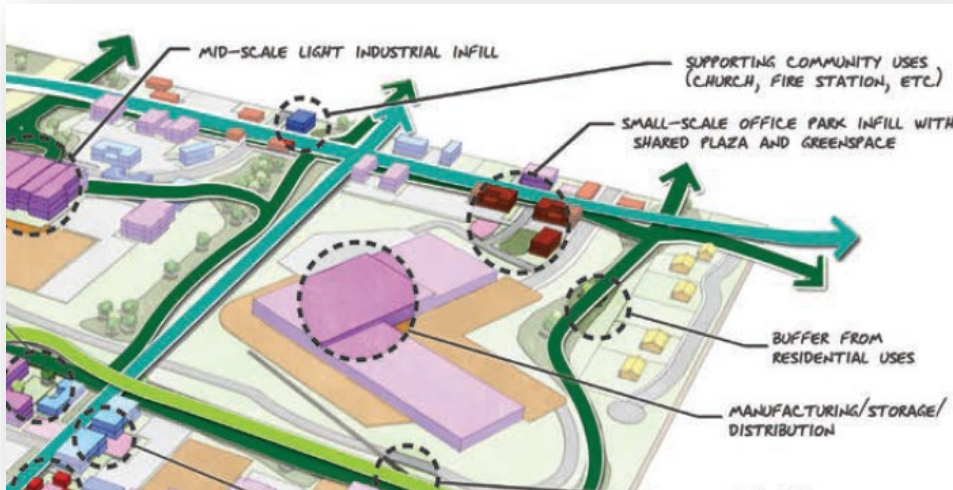 MID-SCALE LIGHT INDUSTRIAL INFILL
SUPPORTING COMMUNITY USES
(CHURCH, FIRE STATION, ETC.)
SMALL-SCALE OFFICE PARK INFILL WITH
SHARED PLAZA AND GREENSPACE
BUFFER FROM
RESIDENTIAL USES
MANUFACTURING/STORAGE/
DISTRIBUTION